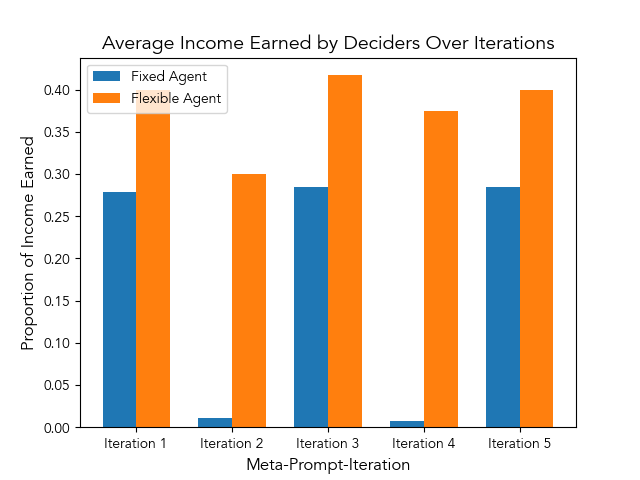 Average Income Earned by Deciders Over Iterations
Fixed Agent
Flexible Agent
0.40
0.35
0.30
0.25
0.20
0.15
0.10
0.05
0.00
Proportion of Income Earned
Iteration 1 Iteration 2 Iteration 3 Iteration 4 Iteration 5
Meta-Prompt-Iteration